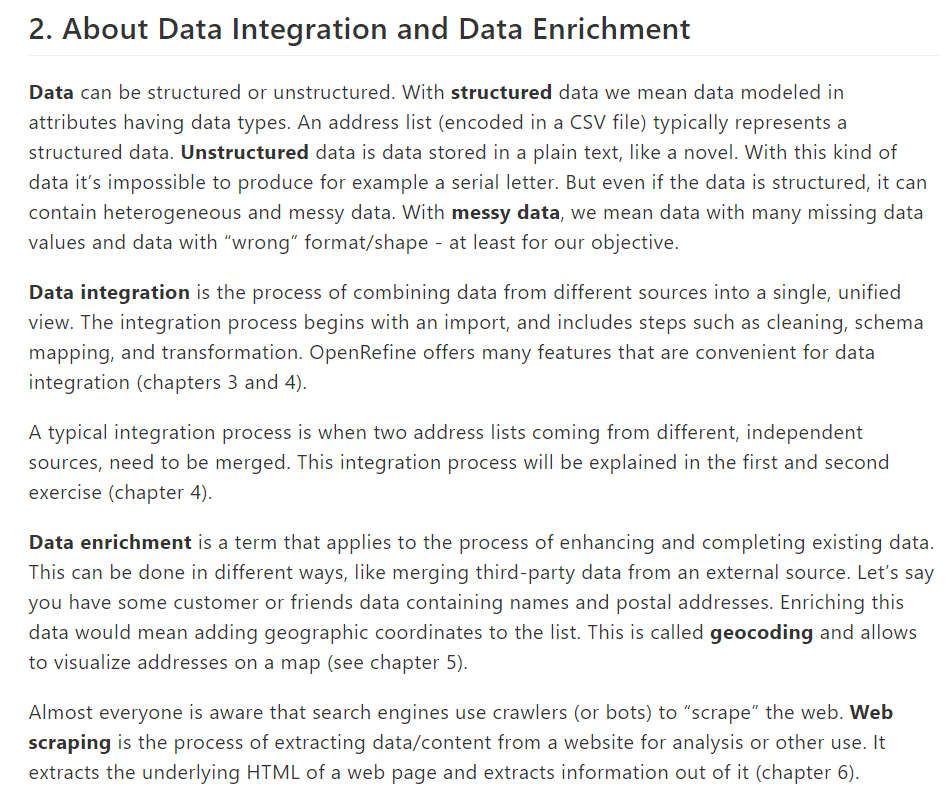 2. About Data Integration and Data Enrichment
Data can be structured or unstructured. With structured data we mean data modeled in
attributes having data types. An address list (encoded in a CSV file) typically represents a
structured data. Unstructured data is data stored in a plain text, like a novel. With this kind of
data it’s impossible to produce for example a serial letter. But even if the data is structured, it can
contain heterogeneous and messy data. With messy data, we mean data with many missing data
values and data with “wrong” format/shape - at least for our objective.
Data integration is the process of combining data from different sources into a single, unified
view. The integration process begins with an import, and includes steps such as cleaning, schema
mapping, and transformation. OpenRefine offers many features that are convenient for data
integration (chapters 3 and 4).
A typical integration process is when two address lists coming from different, independent
sources, need to be merged. This integration process will be explained in the first and second
exercise (chapter 4).
Data enrichment is a term that applies to the process of enhancing and completing existing data.
This can be done in different ways, like merging third-party data from an external source. Let’s say
you have some customer or friends data containing names and postal addresses. Enriching this
data would mean adding geographic coordinates to the list. This is called geocoding and allows
to visualize addresses on a map (see chapter 5).
Almost everyone is aware that search engines use crawlers (or bots) to “scrape” the web. Web
scraping is the process of extracting data/content from a website for analysis or other use. It
extracts the underlying HTML of a web page and extracts information out of it (chapter 6).